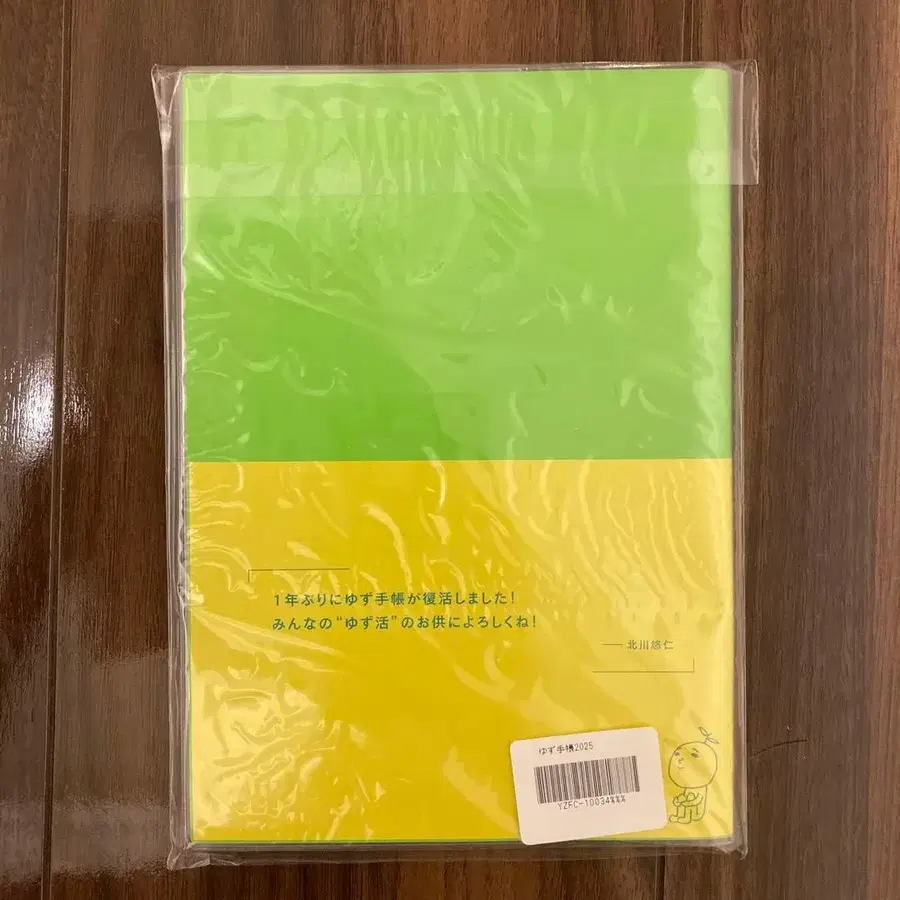 1年ぶりにゆず手帳が復活しました!
みんなの“ゆず活”のお供によろしくね!
── 北川悠仁
ゆず手帳2025
YZFC-10034%%%